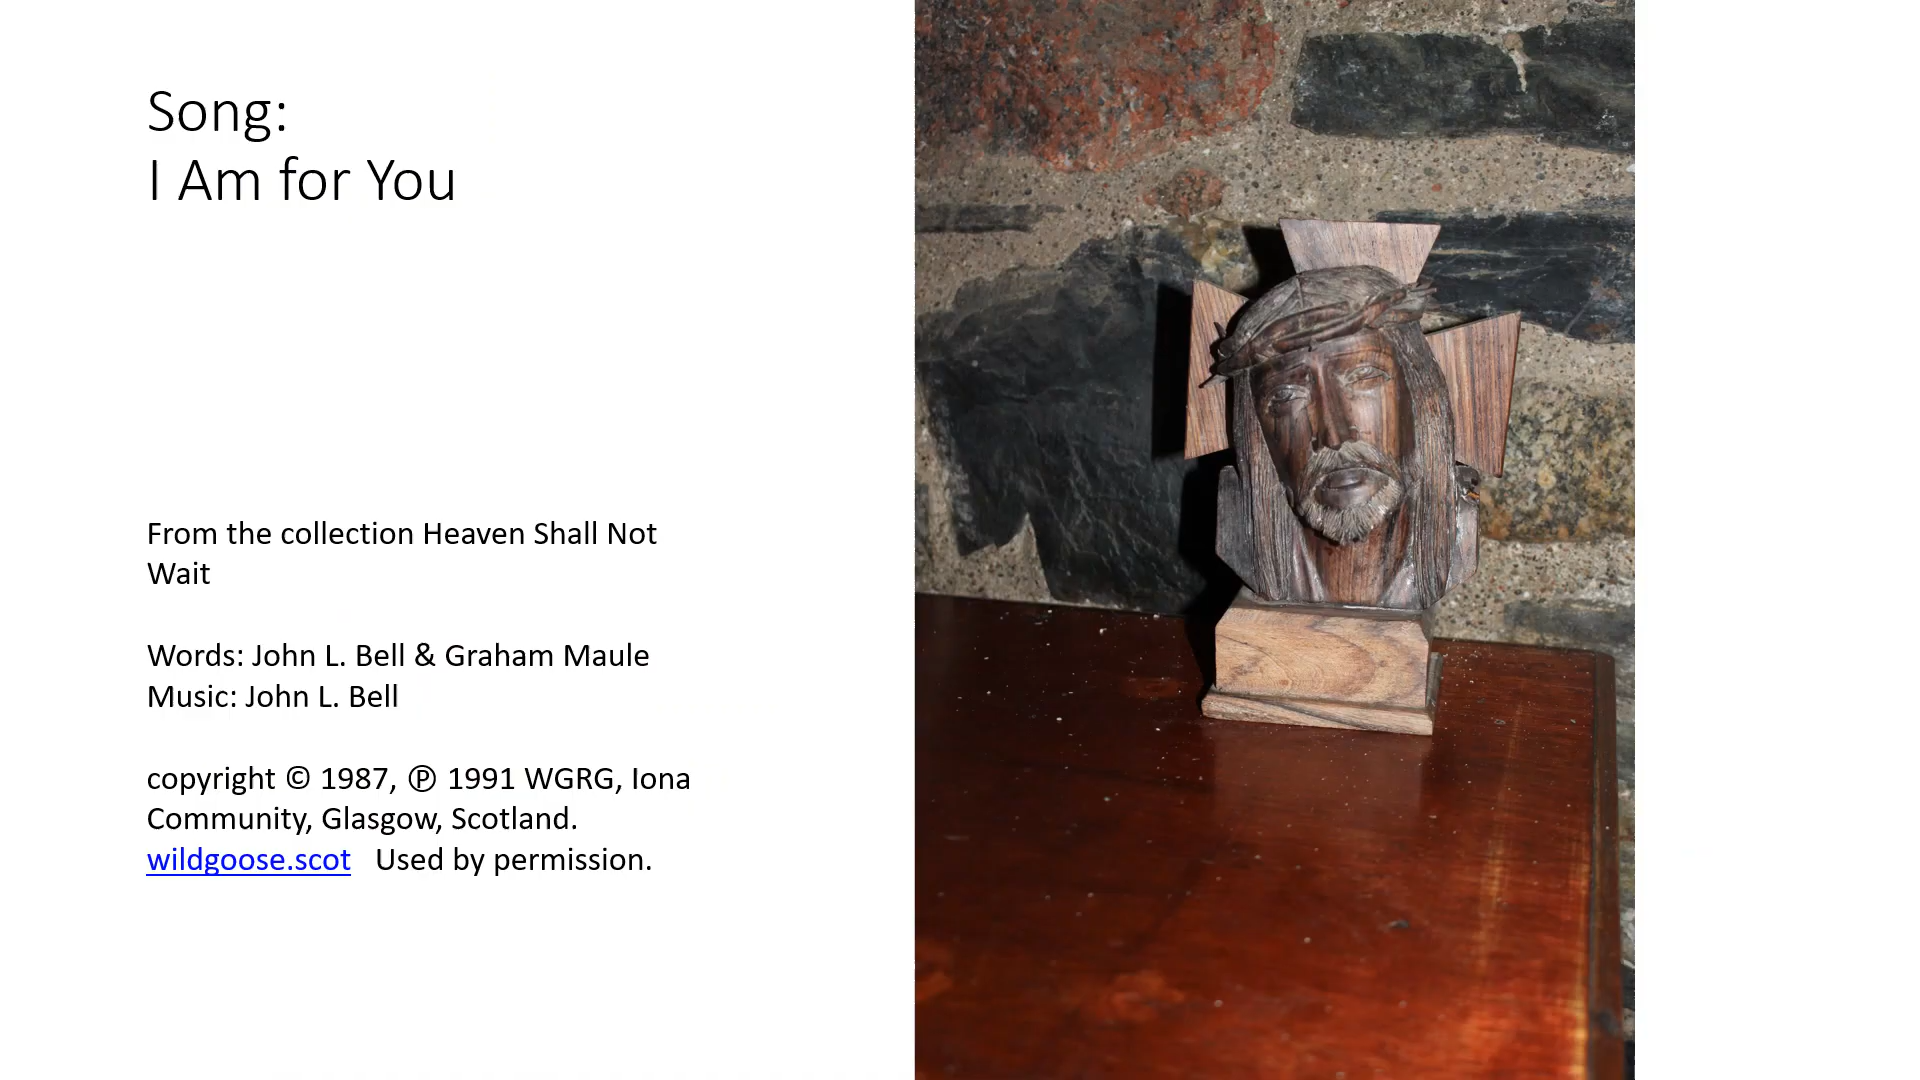 Song:
I Am for You
From the collection Heaven Shall Not
Wait
Words: John L. Bell & Graham Maule
Music: John L. Bell
copyright © 1987, ℗ 1991 WGRG, Iona
Community, Glasgow, Scotland.
wildgoose.scot   Used by permission.